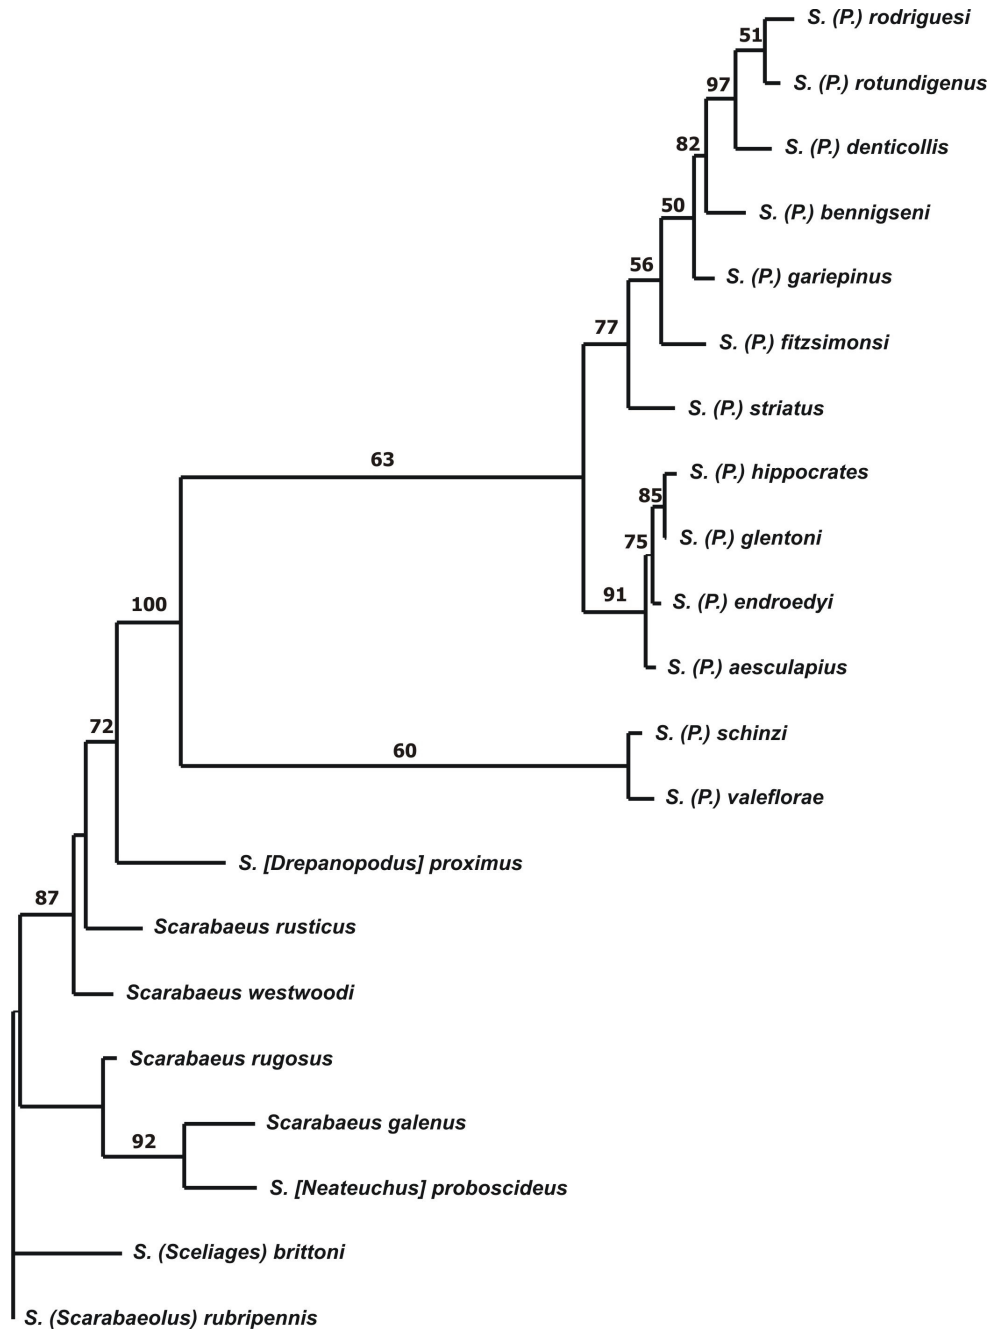 S. (P.) rodriguesi
51
S. (P.) rotundigenus
97
82
S. (P.) denticollis
50
S. (P.) bennigseni
56
S. (P.) gariepinus
77
S. (P.) fitzsimonsi
S. (P.) striatus
63
S. (P.) hippocrates
85
75
S. (P.) glentoni
91
S. (P.) endroedyi
100
S. (P.) aesculapius
72
S. (P.) schinzi
60
S. (P.) valeflorae
S. [Drepanopodus] proximus
87
Scarabaeus rusticus
Scarabaeus westwoodi
Scarabaeus rugosus
Scarabaeus galenus
92
S. [Neateuchus] proboscideus
S. (Sceliages) brittoni
S. (Scarabaeolus) rubripennis